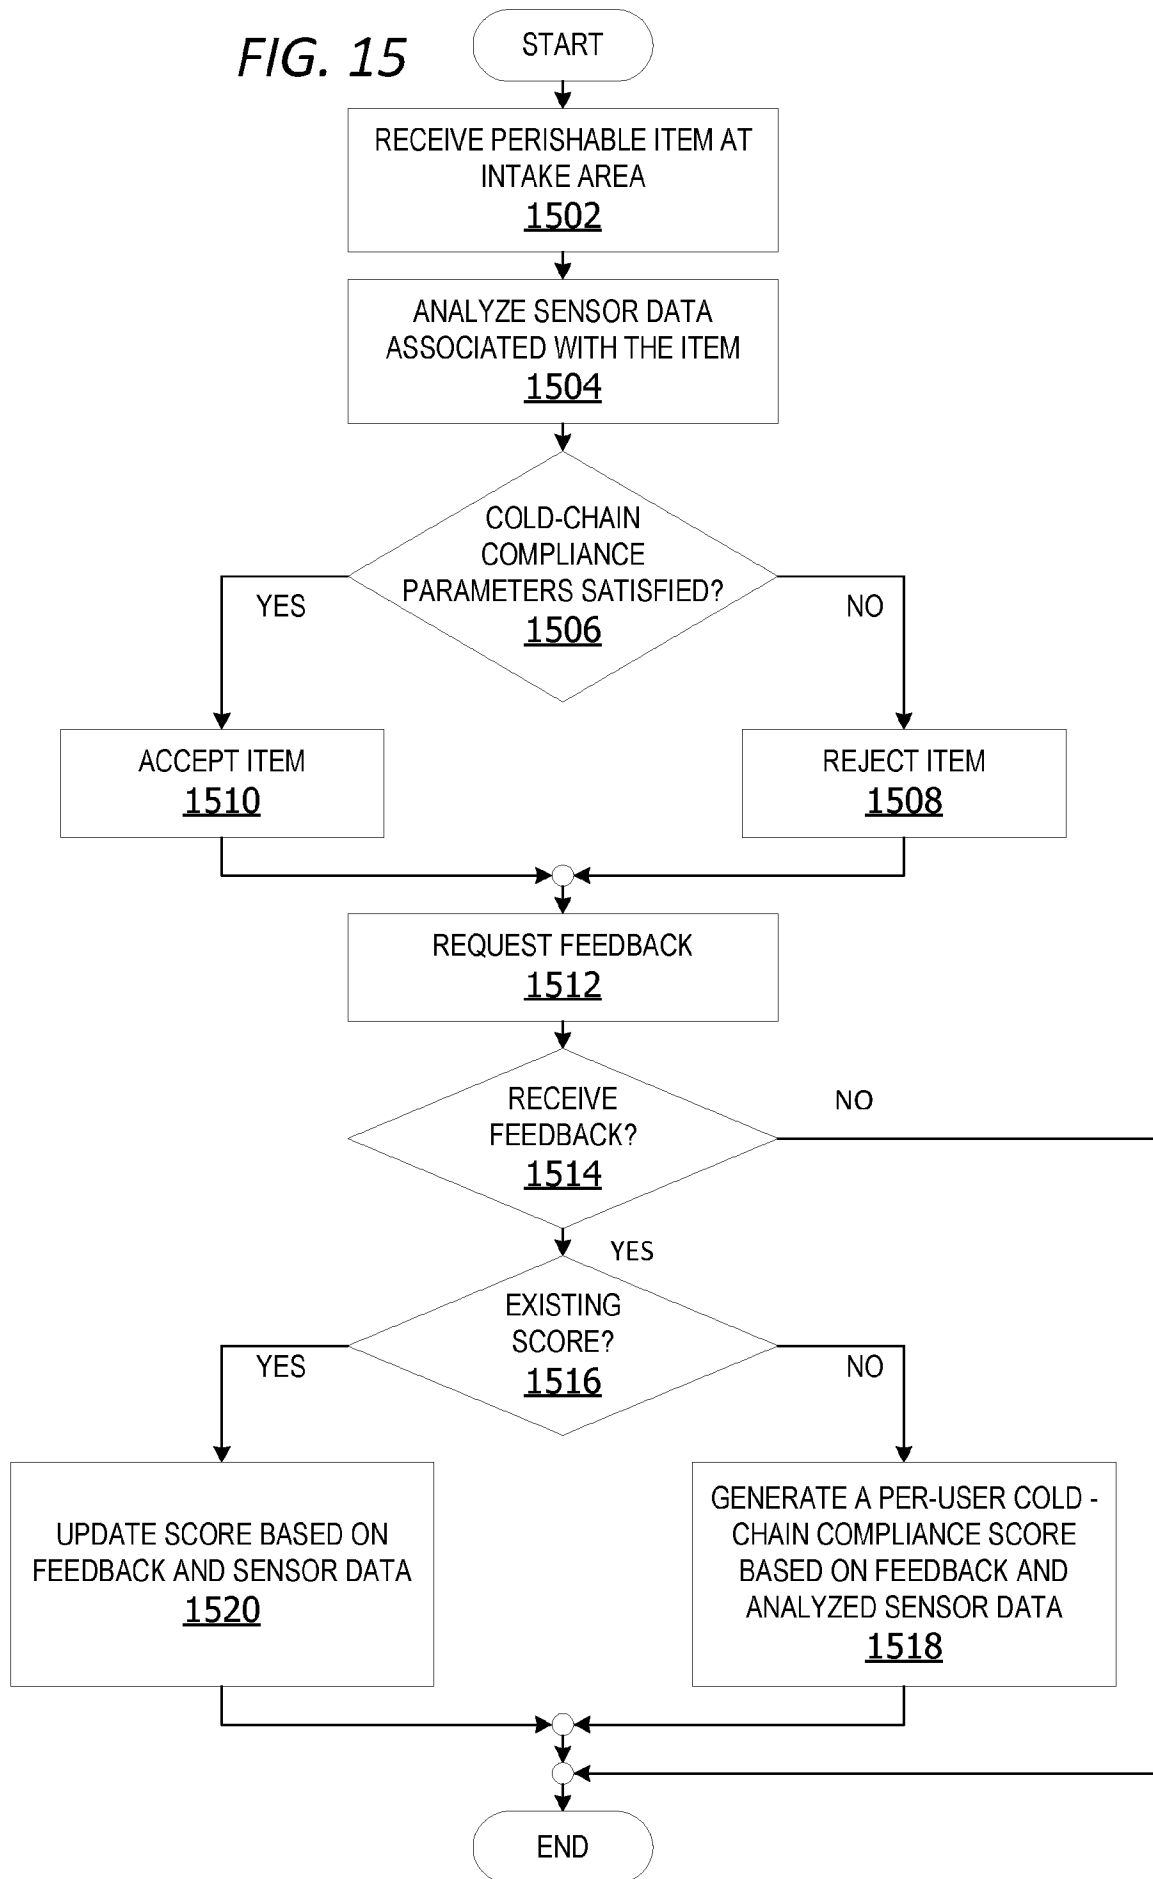 FIG. 15
START
RECEIVE PERISHABLE ITEM AT
INTAKE AREA
1502
ANALYZE SENSOR DATA
ASSOCIATED WITH THE ITEM
1504
COLD-CHAIN
COMPLIANCE
PARAMETERS SATISFIED?
1506
YES
NO
ACCEPT ITEM
1510
REJECT ITEM
1508
REQUEST FEEDBACK
1512
RECEIVE
FEEDBACK?
1514
NO
YES
EXISTING
SCORE?
1516
YES
NO
UPDATE SCORE BASED ON
FEEDBACK AND SENSOR DATA
1520
GENERATE A PER-USER COLD -
CHAIN COMPLIANCE SCORE
BASED ON FEEDBACK AND
ANALYZED SENSOR DATA
1518
END